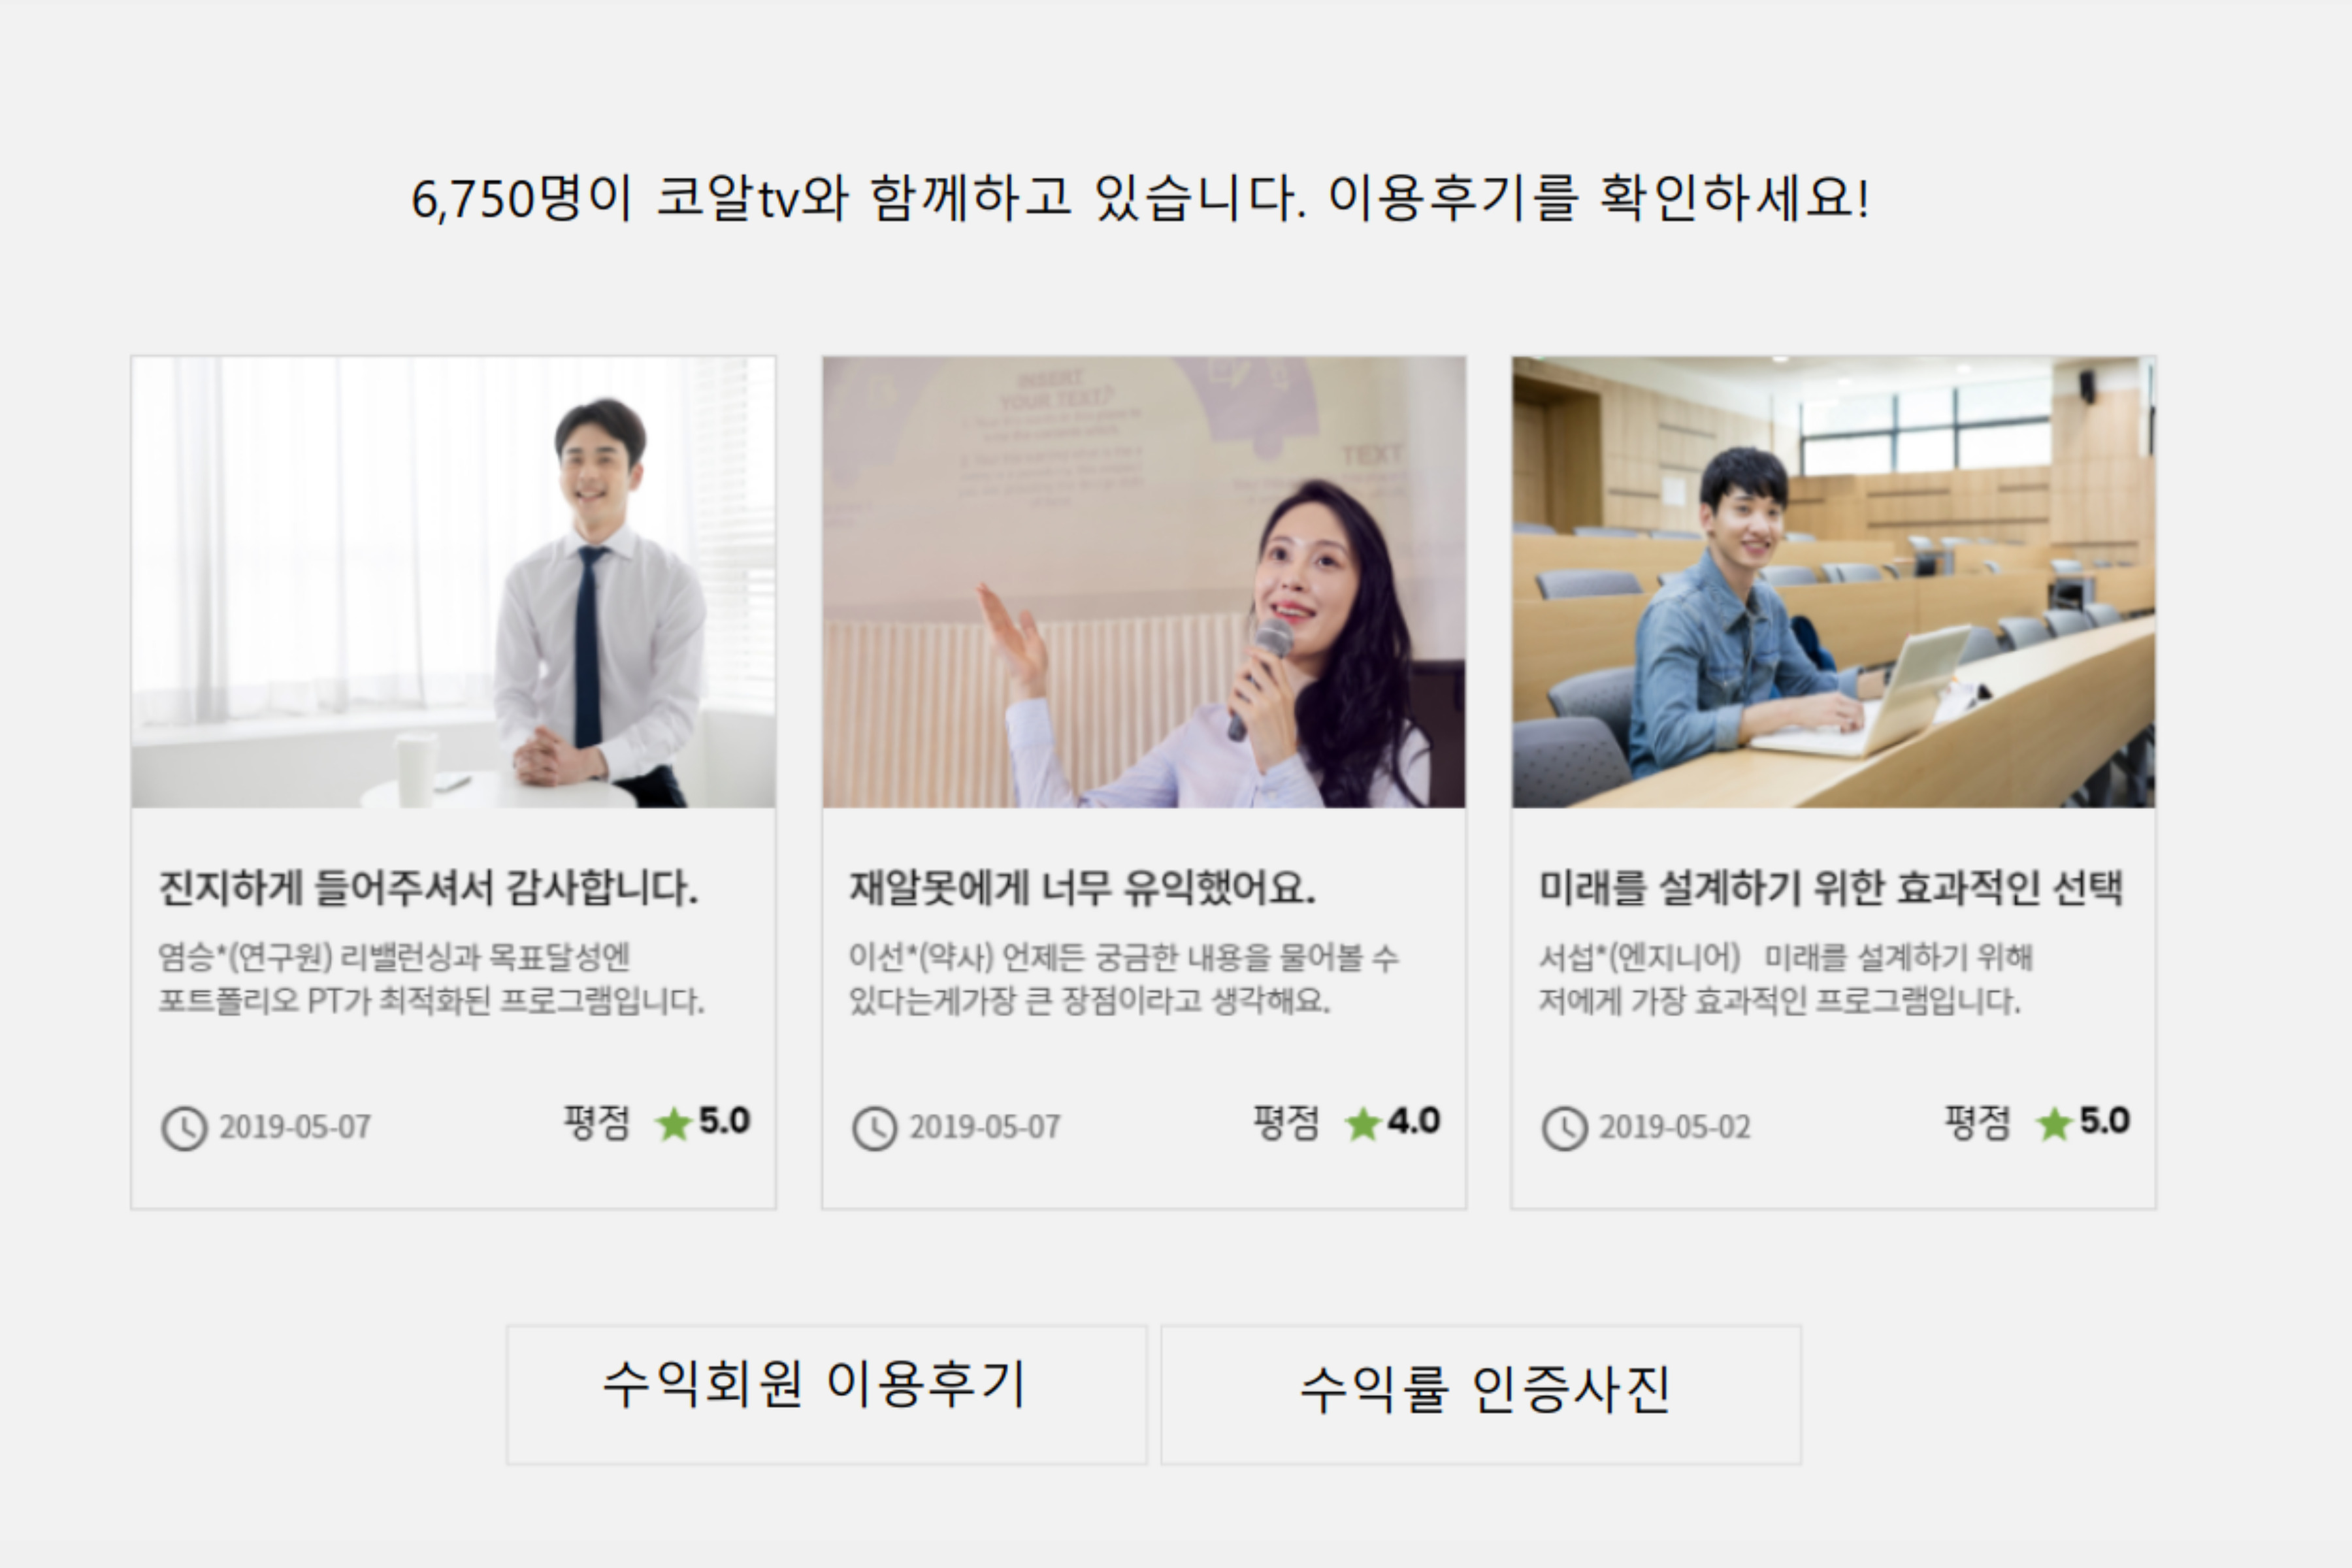 6,750명이 코알tv와 함께하고 있습니다. 이용후기를 확인하세요!
INSERT
YOUR TEXT?
TEXT
진지하게 들어주셔서 감사합니다.
염승*(연구원) 리밸런싱과 목표달성엔
포트폴리오 PT가 최적화된 프로그램입니다.
2019-05-07 평점 ★5.0
재알못에게 너무 유익했어요.
이선*(약사) 언제든 궁금한 내용을 물어볼 수
있다는게가장 큰 장점이라고 생각해요.
2019-05-07 평점 ★4.0
미래를 설계하기 위한 효과적인 선택
서섭*(엔지니어) 미래를 설계하기 위해
저에게 가장 효과적인 프로그램입니다.
2019-05-02 평점 ★5.0
수익회원 이용후기
수익률 인증사진